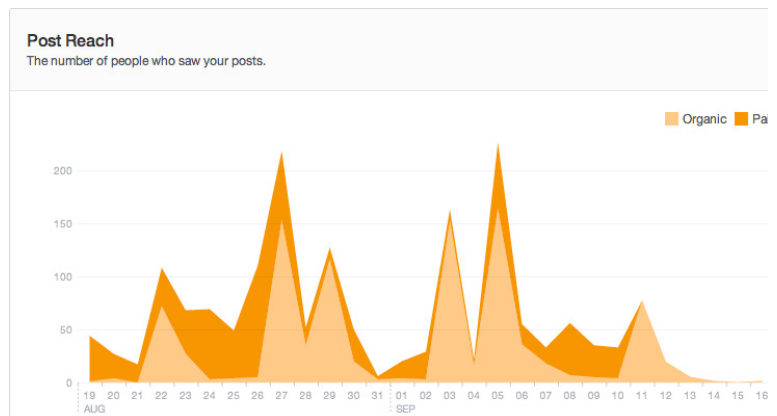 Post Reach
The number of people who saw your posts.
Organic Pai
200
150
100
50
0
19 20 21 22 23 24 25 26 27 28 29 30 31 01 02 03 04 05 06 07 08 09 10 11 12 13 14 15 16
AUG SEP